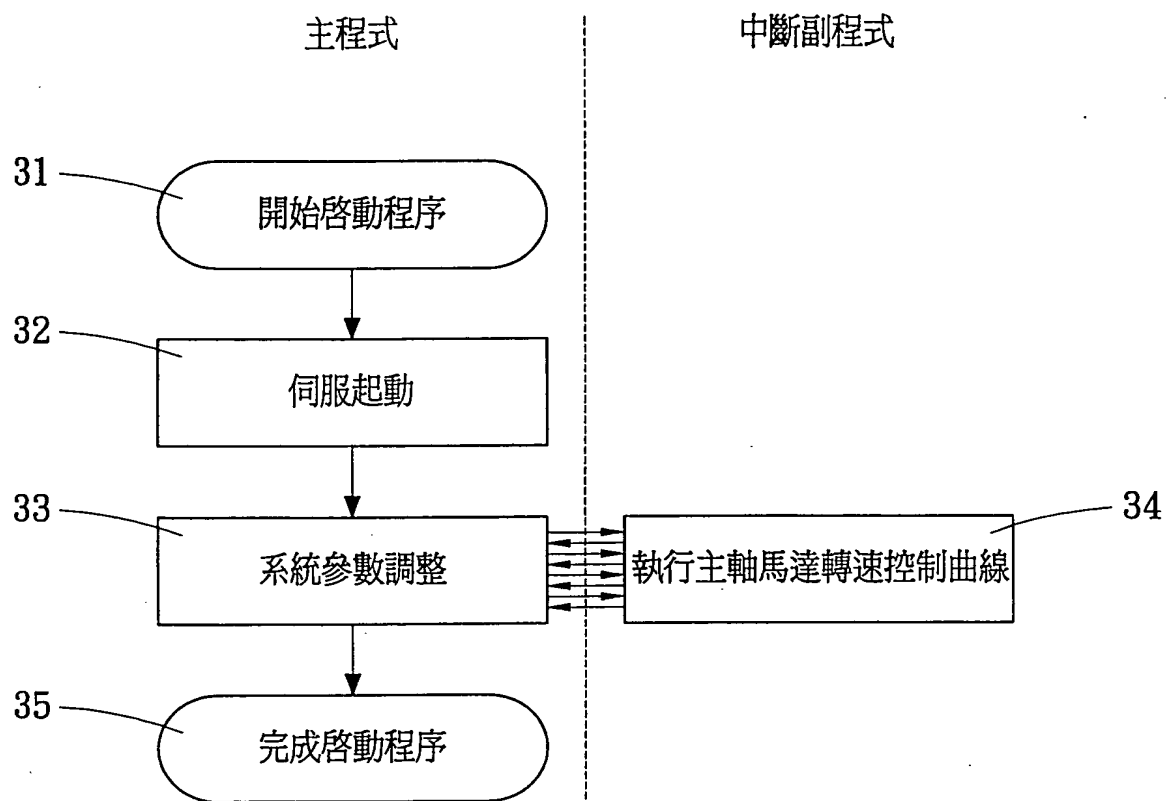 主程式
中斷副程式
31
開始啓動程序
32
伺服起動
33
系統參數調整
34
執行主軸馬達轉速控制曲線
35
完成啓動程序